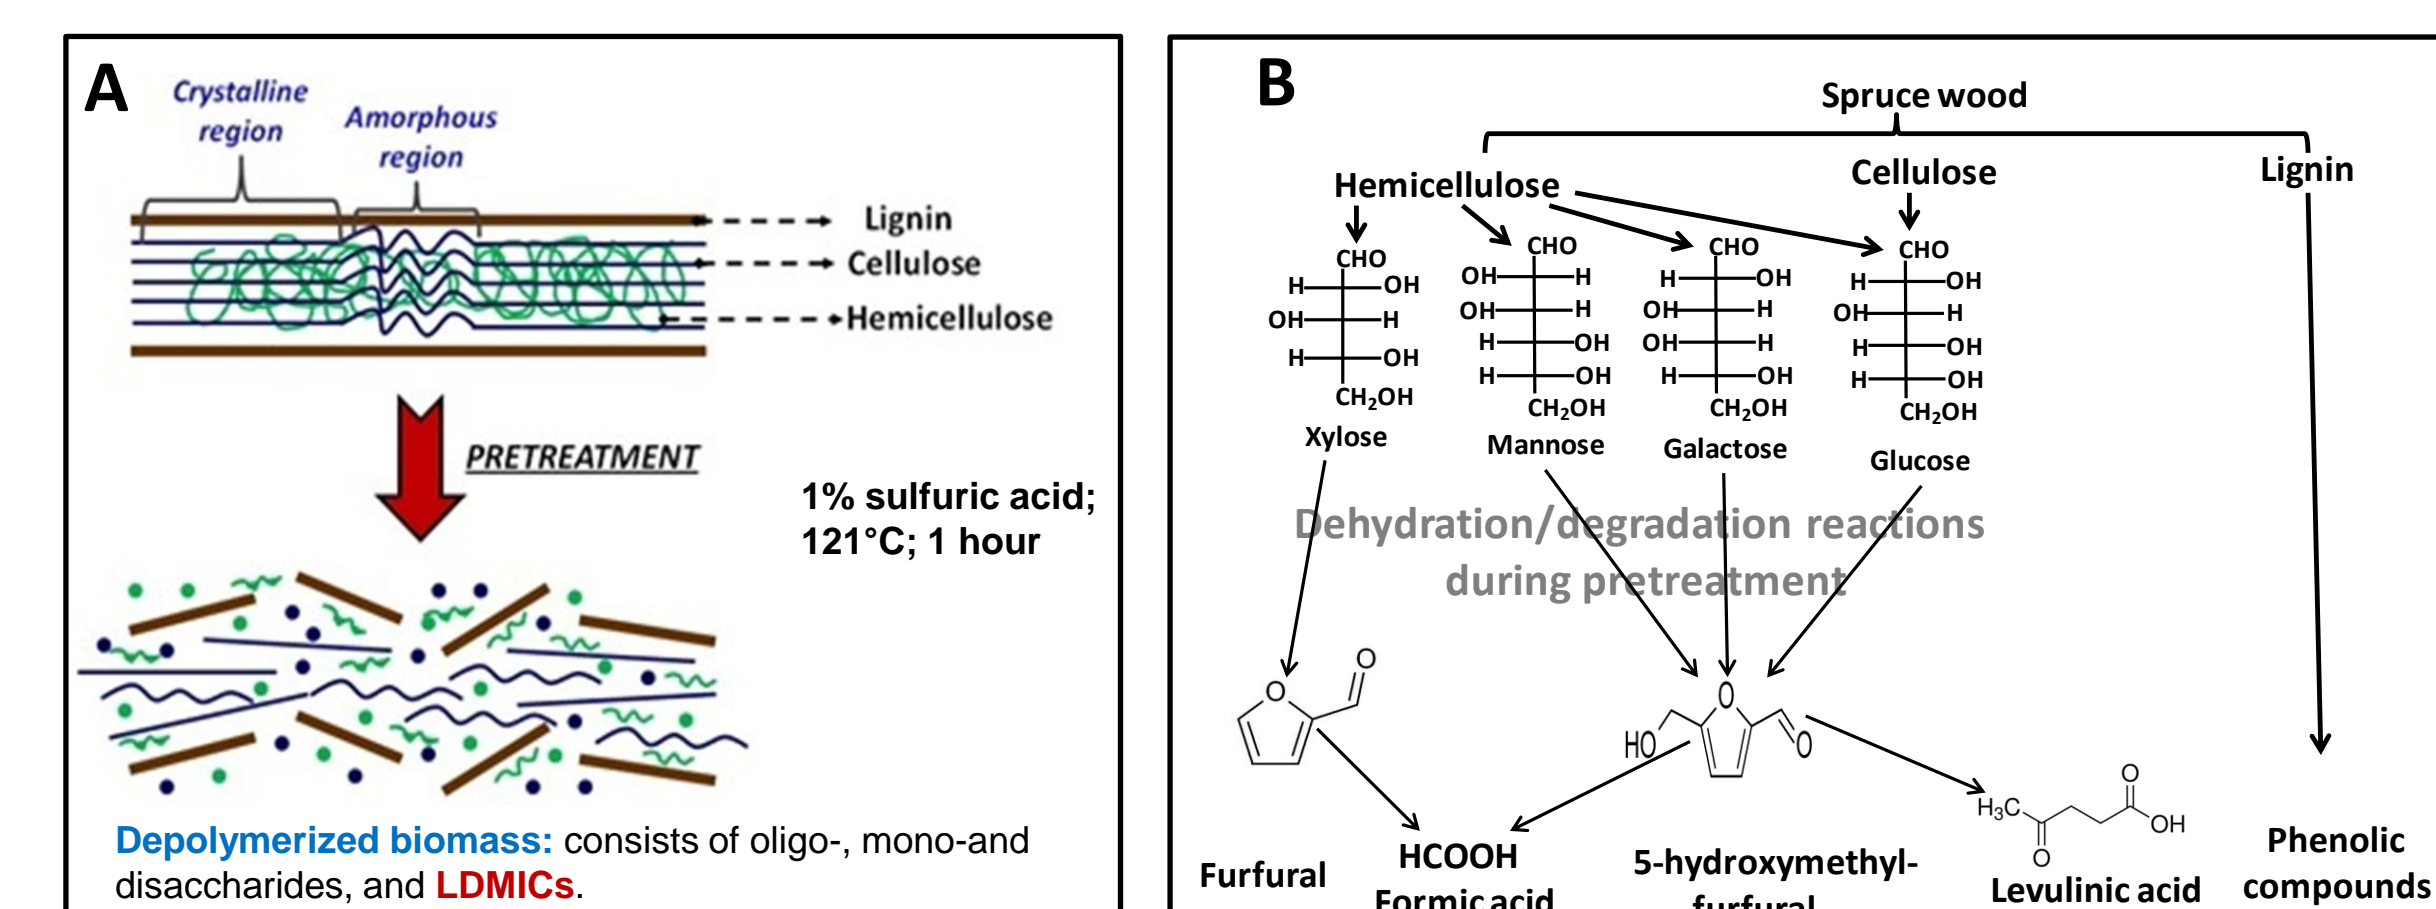 A
Crystalline
region
Amorphous
region
Lignin
Cellulose
Hemicellulose
PRETREATMENT
1% sulfuric acid;
121°C; 1 hour
Depolymerized biomass: consists of oligo-, mono-and
disaccharides, and LDMICs.
B
Spruce wood
Hemicellulose
Cellulose
Lignin
CHO
H OH
OH H
H OH
CH₂OH
Xylose
CHO
OH H
OH H
H OH
H OH
CH₂OH
Mannose
CHO
H OH
OH H
OH H
H OH
CH₂OH
Galactose
CHO
H OH
OH H
H OH
H OH
CH₂OH
Glucose
Dehydration/degradation reactions
during pretreatment
O
O
O
HO
O
H₃C
O
OH
O
Furfural
HCOOH
Formic acid
5-hydroxymethyl-
furfural
Levulinic acid
Phenolic
compounds